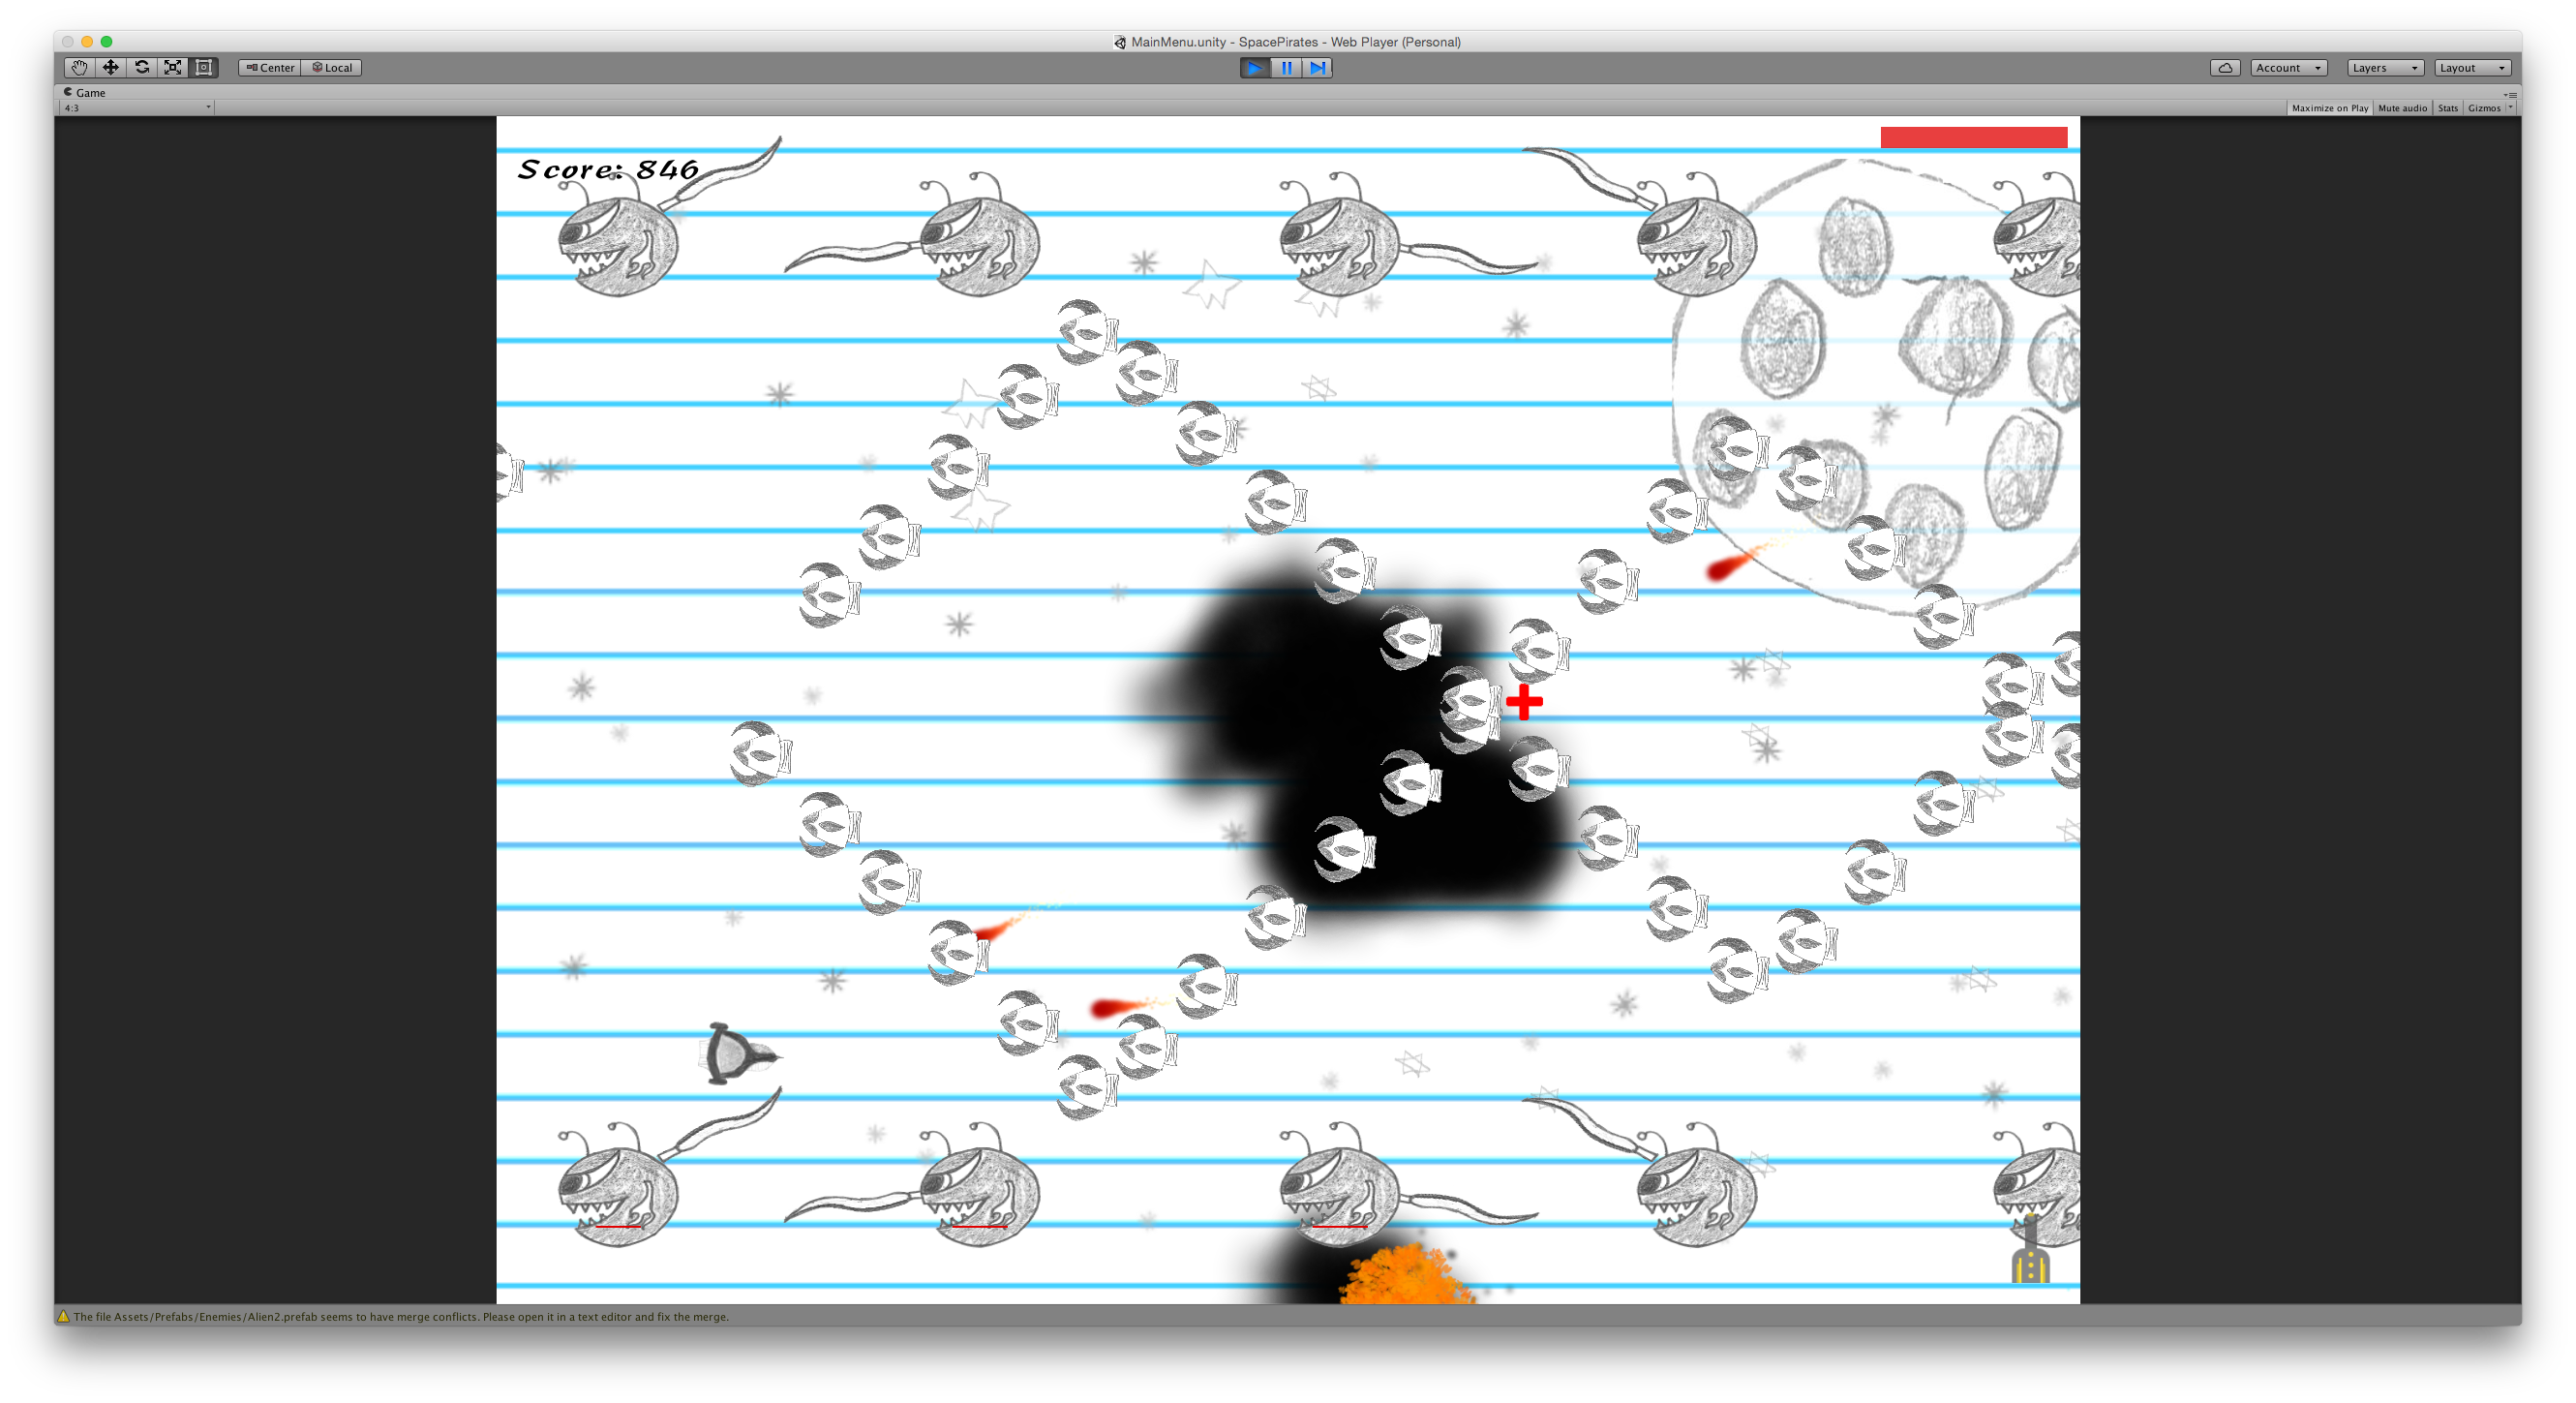 MainMenu.unity - SpacePirates - Web Player (Personal)
Center Local Account Layers Layout
Game
4:3 Maximize on Play Mute audio Stats Gizmos
Score: 846
The file Assets/Prefabs/Enemies/Alien2.prefab seems to have merge conflicts. Please open it in a text editor and fix the merge.